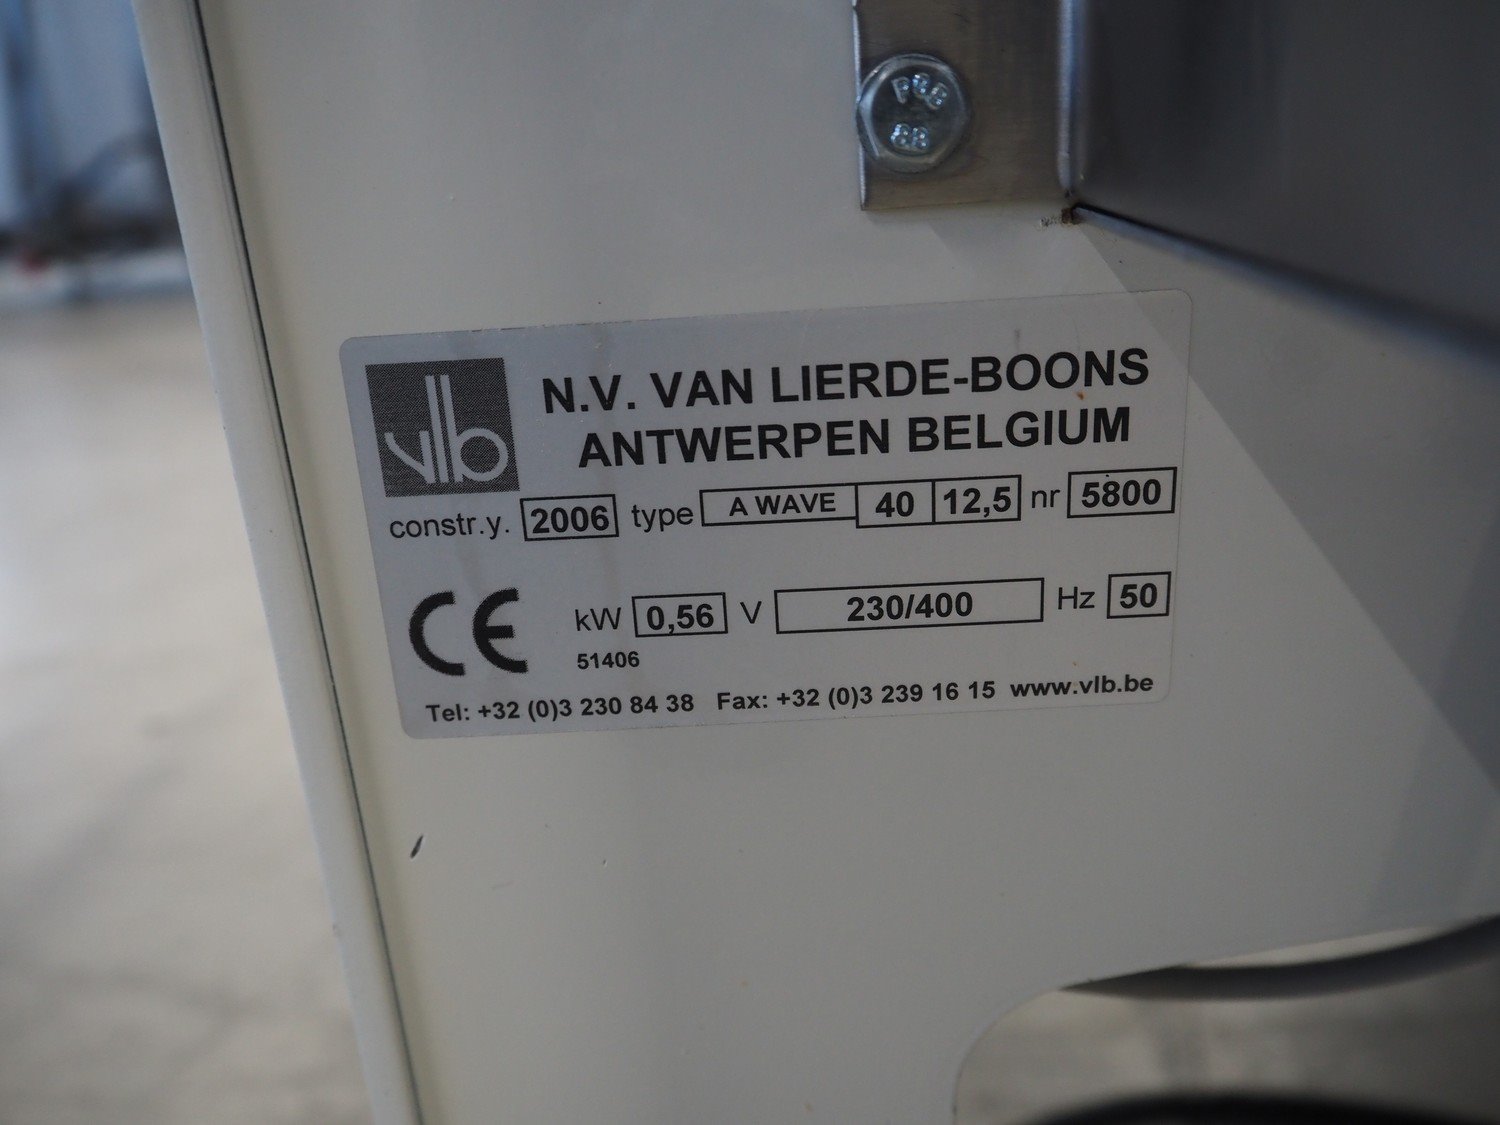 P&G
88
vlb
N.V. VAN LIERDE-BOONS
ANTWERPEN BELGIUM
constr.y. 2006 type A WAVE 40 12,5 nr 5800
CE kW 0,56 V 230/400 Hz 50
51406
Tel: +32 (0)3 230 84 38 Fax: +32 (0)3 239 16 15 www.vlb.be